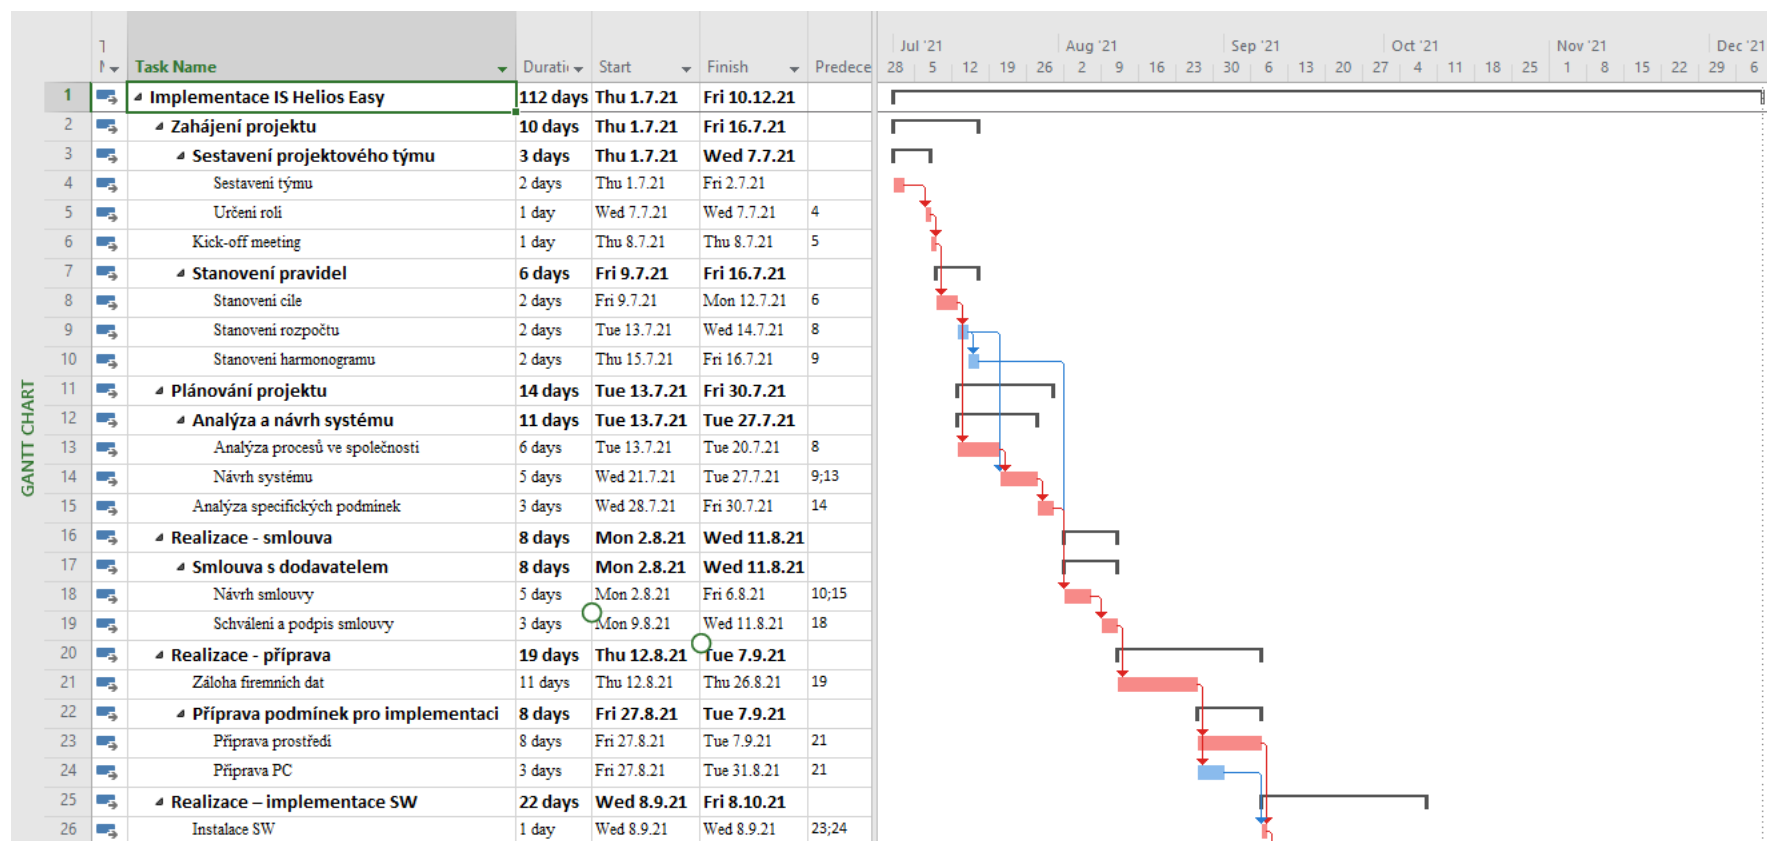 Jul '21 Aug '21 Sep '21 Oct '21 Nov '21 Dec '21
Task Name Durati Start Finish Predece 28 5 12 19 26 2 9 16 23 30 6 13 20 27 4 11 18 25 1 8 15 22 29 6
GANTT CHART
1 Implementace IS Helios Easy 112 days Thu 1.7.21 Fri 10.12.21
2 Zahájení projektu 10 days Thu 1.7.21 Fri 16.7.21
3 Sestavení projektového týmu 3 days Thu 1.7.21 Wed 7.7.21
4 Sestavení týmu 2 days Thu 1.7.21 Fri 2.7.21
5 Určení rolí 1 day Wed 7.7.21 Wed 7.7.21 4
6 Kick-off meeting 1 day Thu 8.7.21 Thu 8.7.21 5
7 Stanovení pravidel 6 days Fri 9.7.21 Fri 16.7.21
8 Stanovení cíle 2 days Fri 9.7.21 Mon 12.7.21 6
9 Stanovení rozpočtu 2 days Tue 13.7.21 Wed 14.7.21 8
10 Stanovení harmonogramu 2 days Thu 15.7.21 Fri 16.7.21 9
11 Plánování projektu 14 days Tue 13.7.21 Fri 30.7.21
12 Analýza a návrh systému 11 days Tue 13.7.21 Tue 27.7.21
13 Analýza procesů ve společnosti 6 days Tue 13.7.21 Tue 20.7.21 8
14 Návrh systému 5 days Wed 21.7.21 Tue 27.7.21 9;13
15 Analýza specifických podmínek 3 days Wed 28.7.21 Fri 30.7.21 14
16 Realizace - smlouva 8 days Mon 2.8.21 Wed 11.8.21
17 Smlouva s dodavatelem 8 days Mon 2.8.21 Wed 11.8.21
18 Návrh smlouvy 5 days Mon 2.8.21 Fri 6.8.21 10;15
19 Schválení a podpis smlouvy 3 days Mon 9.8.21 Wed 11.8.21 18
20 Realizace - příprava 19 days Thu 12.8.21 Tue 7.9.21
21 Záloha firemních dat 11 days Thu 12.8.21 Thu 26.8.21 19
22 Příprava podmínek pro implementaci 8 days Fri 27.8.21 Tue 7.9.21
23 Příprava prostředí 8 days Fri 27.8.21 Tue 7.9.21 21
24 Příprava PC 3 days Fri 27.8.21 Tue 31.8.21 21
25 Realizace – implementace SW 22 days Wed 8.9.21 Fri 8.10.21
26 Instalace SW 1 day Wed 8.9.21 Wed 8.9.21 23;24